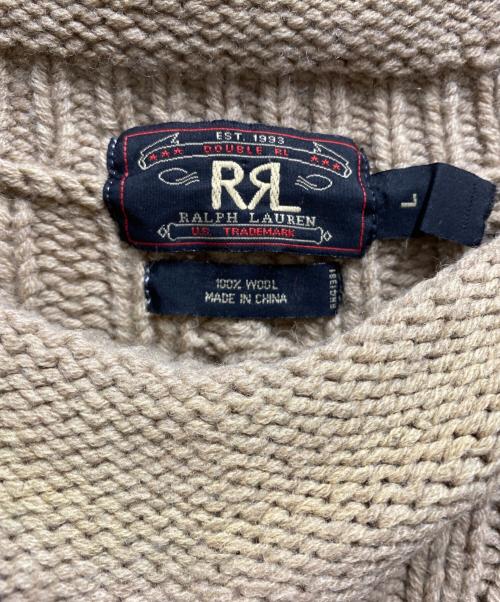 EST. 1993
DOUBLE RL
RRL
RALPH LAUREN
U.S. TRADEMARK
L
100% WOOL
MADE IN CHINA